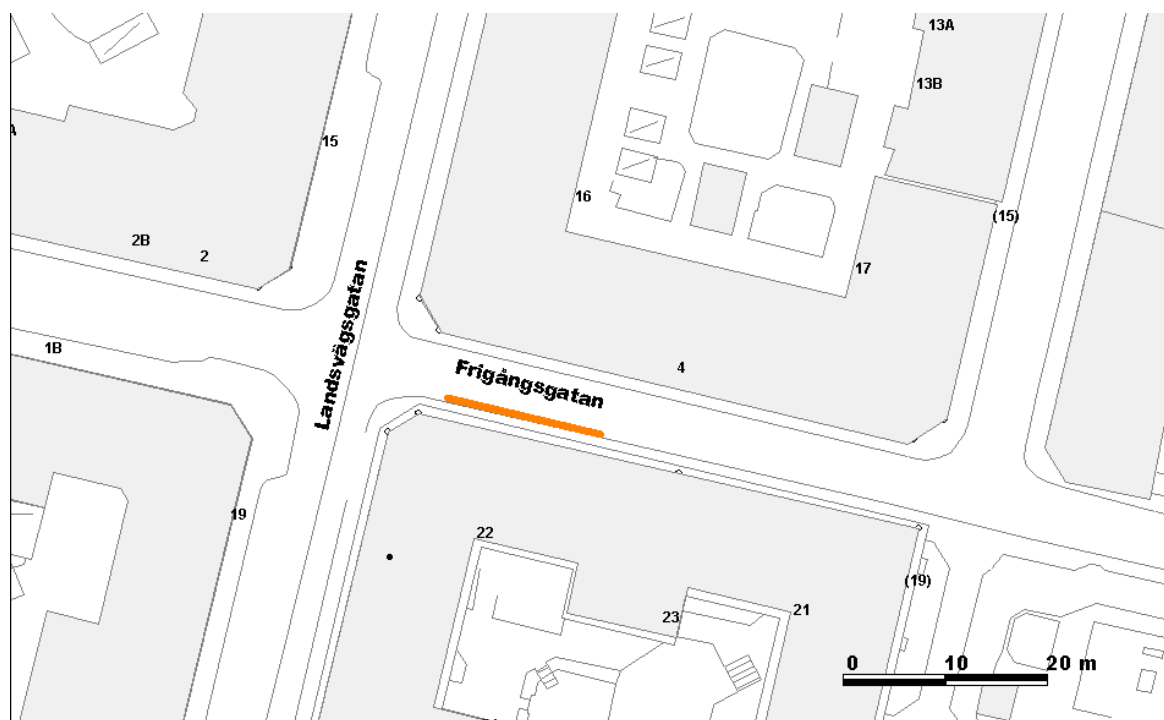 13A
13B
A
15
16
(15)
2B
2
17
Landsvägsgatan
1B
4
Frigångsgatan
19
22
(19)
21
23
0 10 20 m